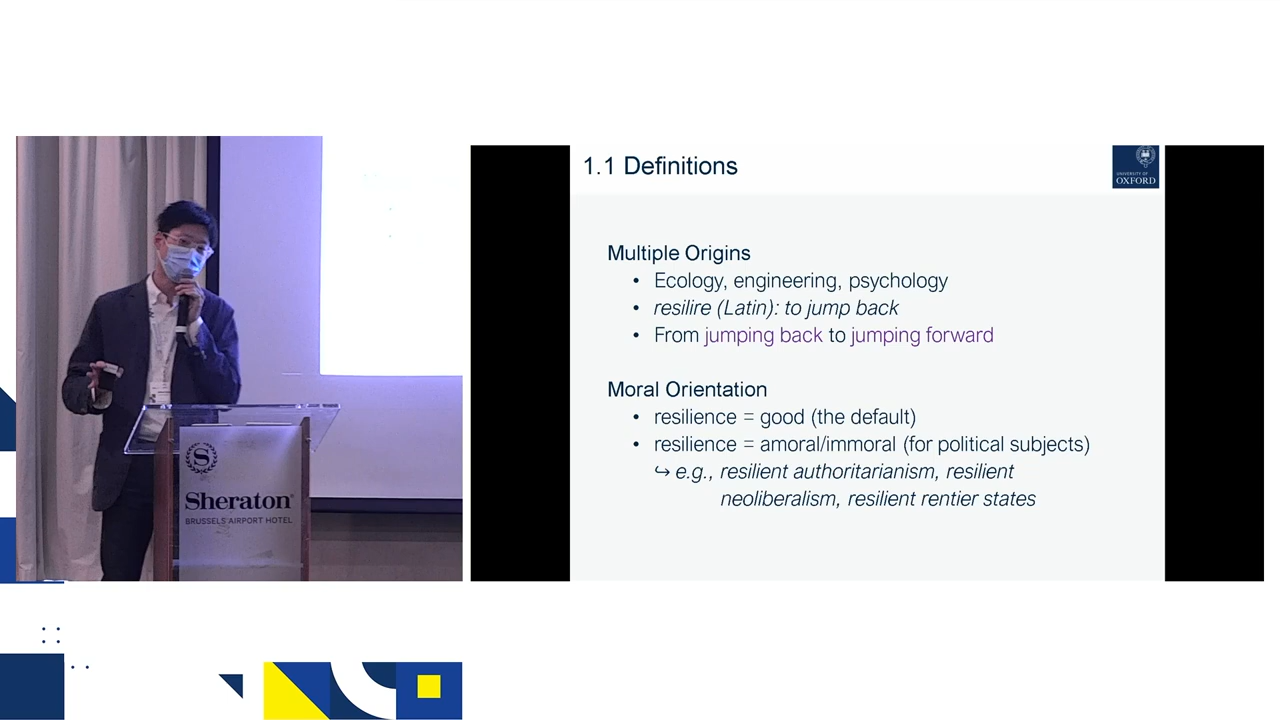 1.1 Definitions
UNIVERSITY OF
OXFORD
Multiple Origins
• Ecology, engineering, psychology
• resilire (Latin): to jump back
• From jumping back to jumping forward
Moral Orientation
• resilience = good (the default)
• resilience = amoral/immoral (for political subjects)
↪ e.g., resilient authoritarianism, resilient
neoliberalism, resilient rentier states
S
Sheraton
BRUSSELS AIRPORT HOTEL